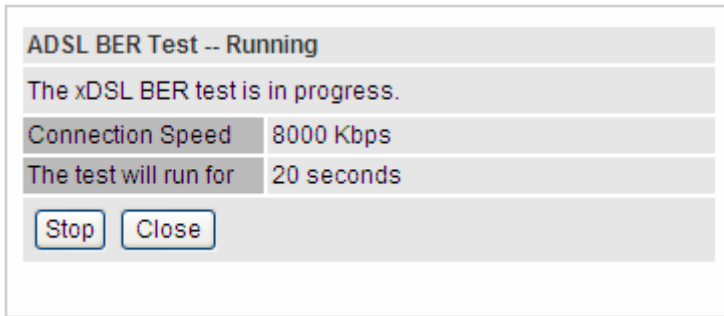 ADSL BER Test -- Running
The xDSL BER test is in progress.
Connection Speed 8000 Kbps
The test will run for 20 seconds
Stop Close